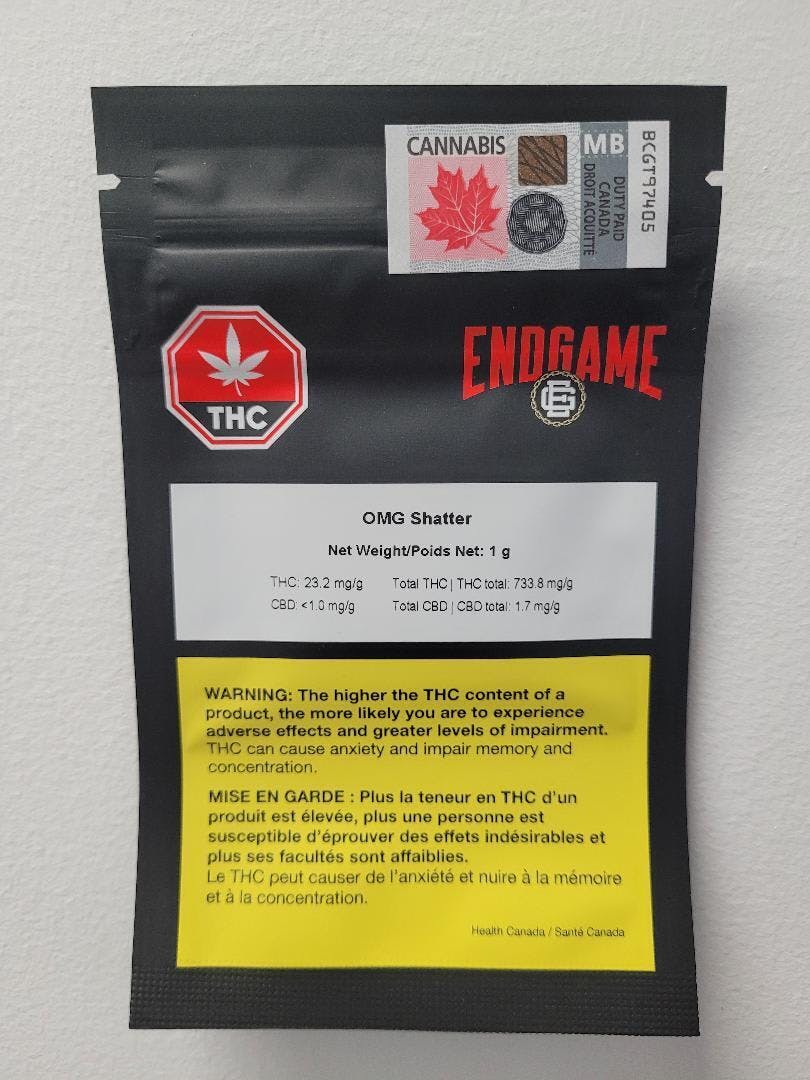 CANNABIS
MB
DUTY PAID
CANADA
DROIT ACQUITTÉ
BCGT97405
THC
ENDGAME
EG
OMG Shatter
Net Weight/Poids Net: 1 g
THC: 23.2 mg/g Total THC | THC total: 733.8 mg/g
CBD: <1.0 mg/g Total CBD | CBD total: 1.7 mg/g
WARNING: The higher the THC content of a
product, the more likely you are to experience
adverse effects and greater levels of impairment.
THC can cause anxiety and impair memory and
concentration.
MISE EN GARDE : Plus la teneur en THC d'un
produit est élevée, plus une personne est
susceptible d'éprouver des effets indésirables et
plus ses facultés sont affaiblies.
Le THC peut causer de l'anxiété et nuire à la mémoire
et à la concentration.
Health Canada / Santé Canada